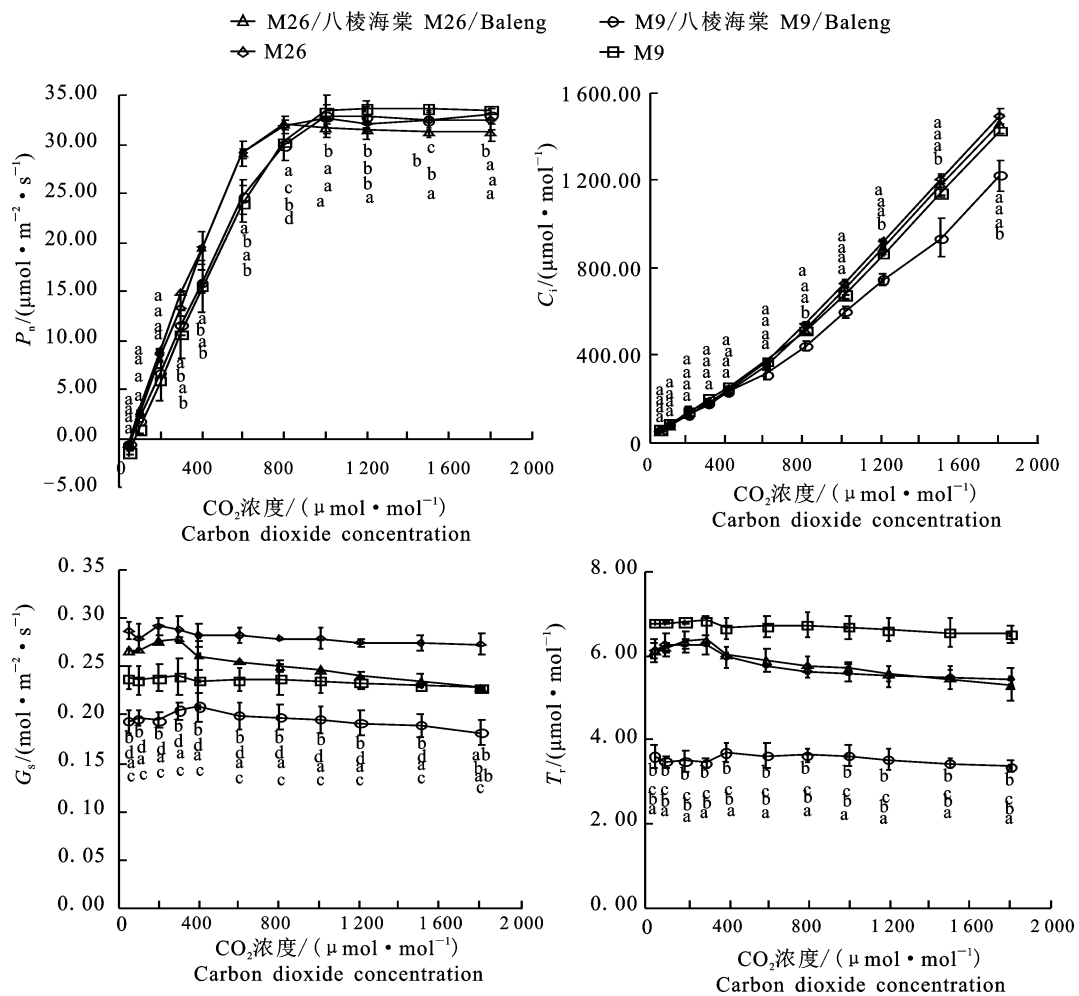 M26/八棱海棠 M26/Baleng
M9/八棱海棠 M9/Baleng
M26
M9
Pn/(μmol·m⁻²·s⁻¹)
35.00
30.00
25.00
20.00
15.00
10.00
5.00
0.00
−5.00
0 400 800 1 200 1 600 2 000
CO₂浓度/(μmol·mol⁻¹)
Carbon dioxide concentration
Ci/(μmol·mol⁻¹)
1 600.00
1200.00
800.00
400.00
0
0 400 800 1 200 1 600 2 000
CO₂浓度/(μmol·mol⁻¹)
Carbon dioxide concentration
Gs/(mol·m⁻²·s⁻¹)
0.35
0.30
0.25
0.20
0.15
0.10
0.05
0.00
0 400 800 1 200 1 600 2 000
CO₂浓度/(μmol·mol⁻¹)
Carbon dioxide concentration
Tr/(μmol·mol⁻¹)
8.00
6.00
4.00
2.00
0.00
0 400 800 1 200 1 600 2 000
CO₂浓度/(μmol·mol⁻¹)
Carbon dioxide concentration